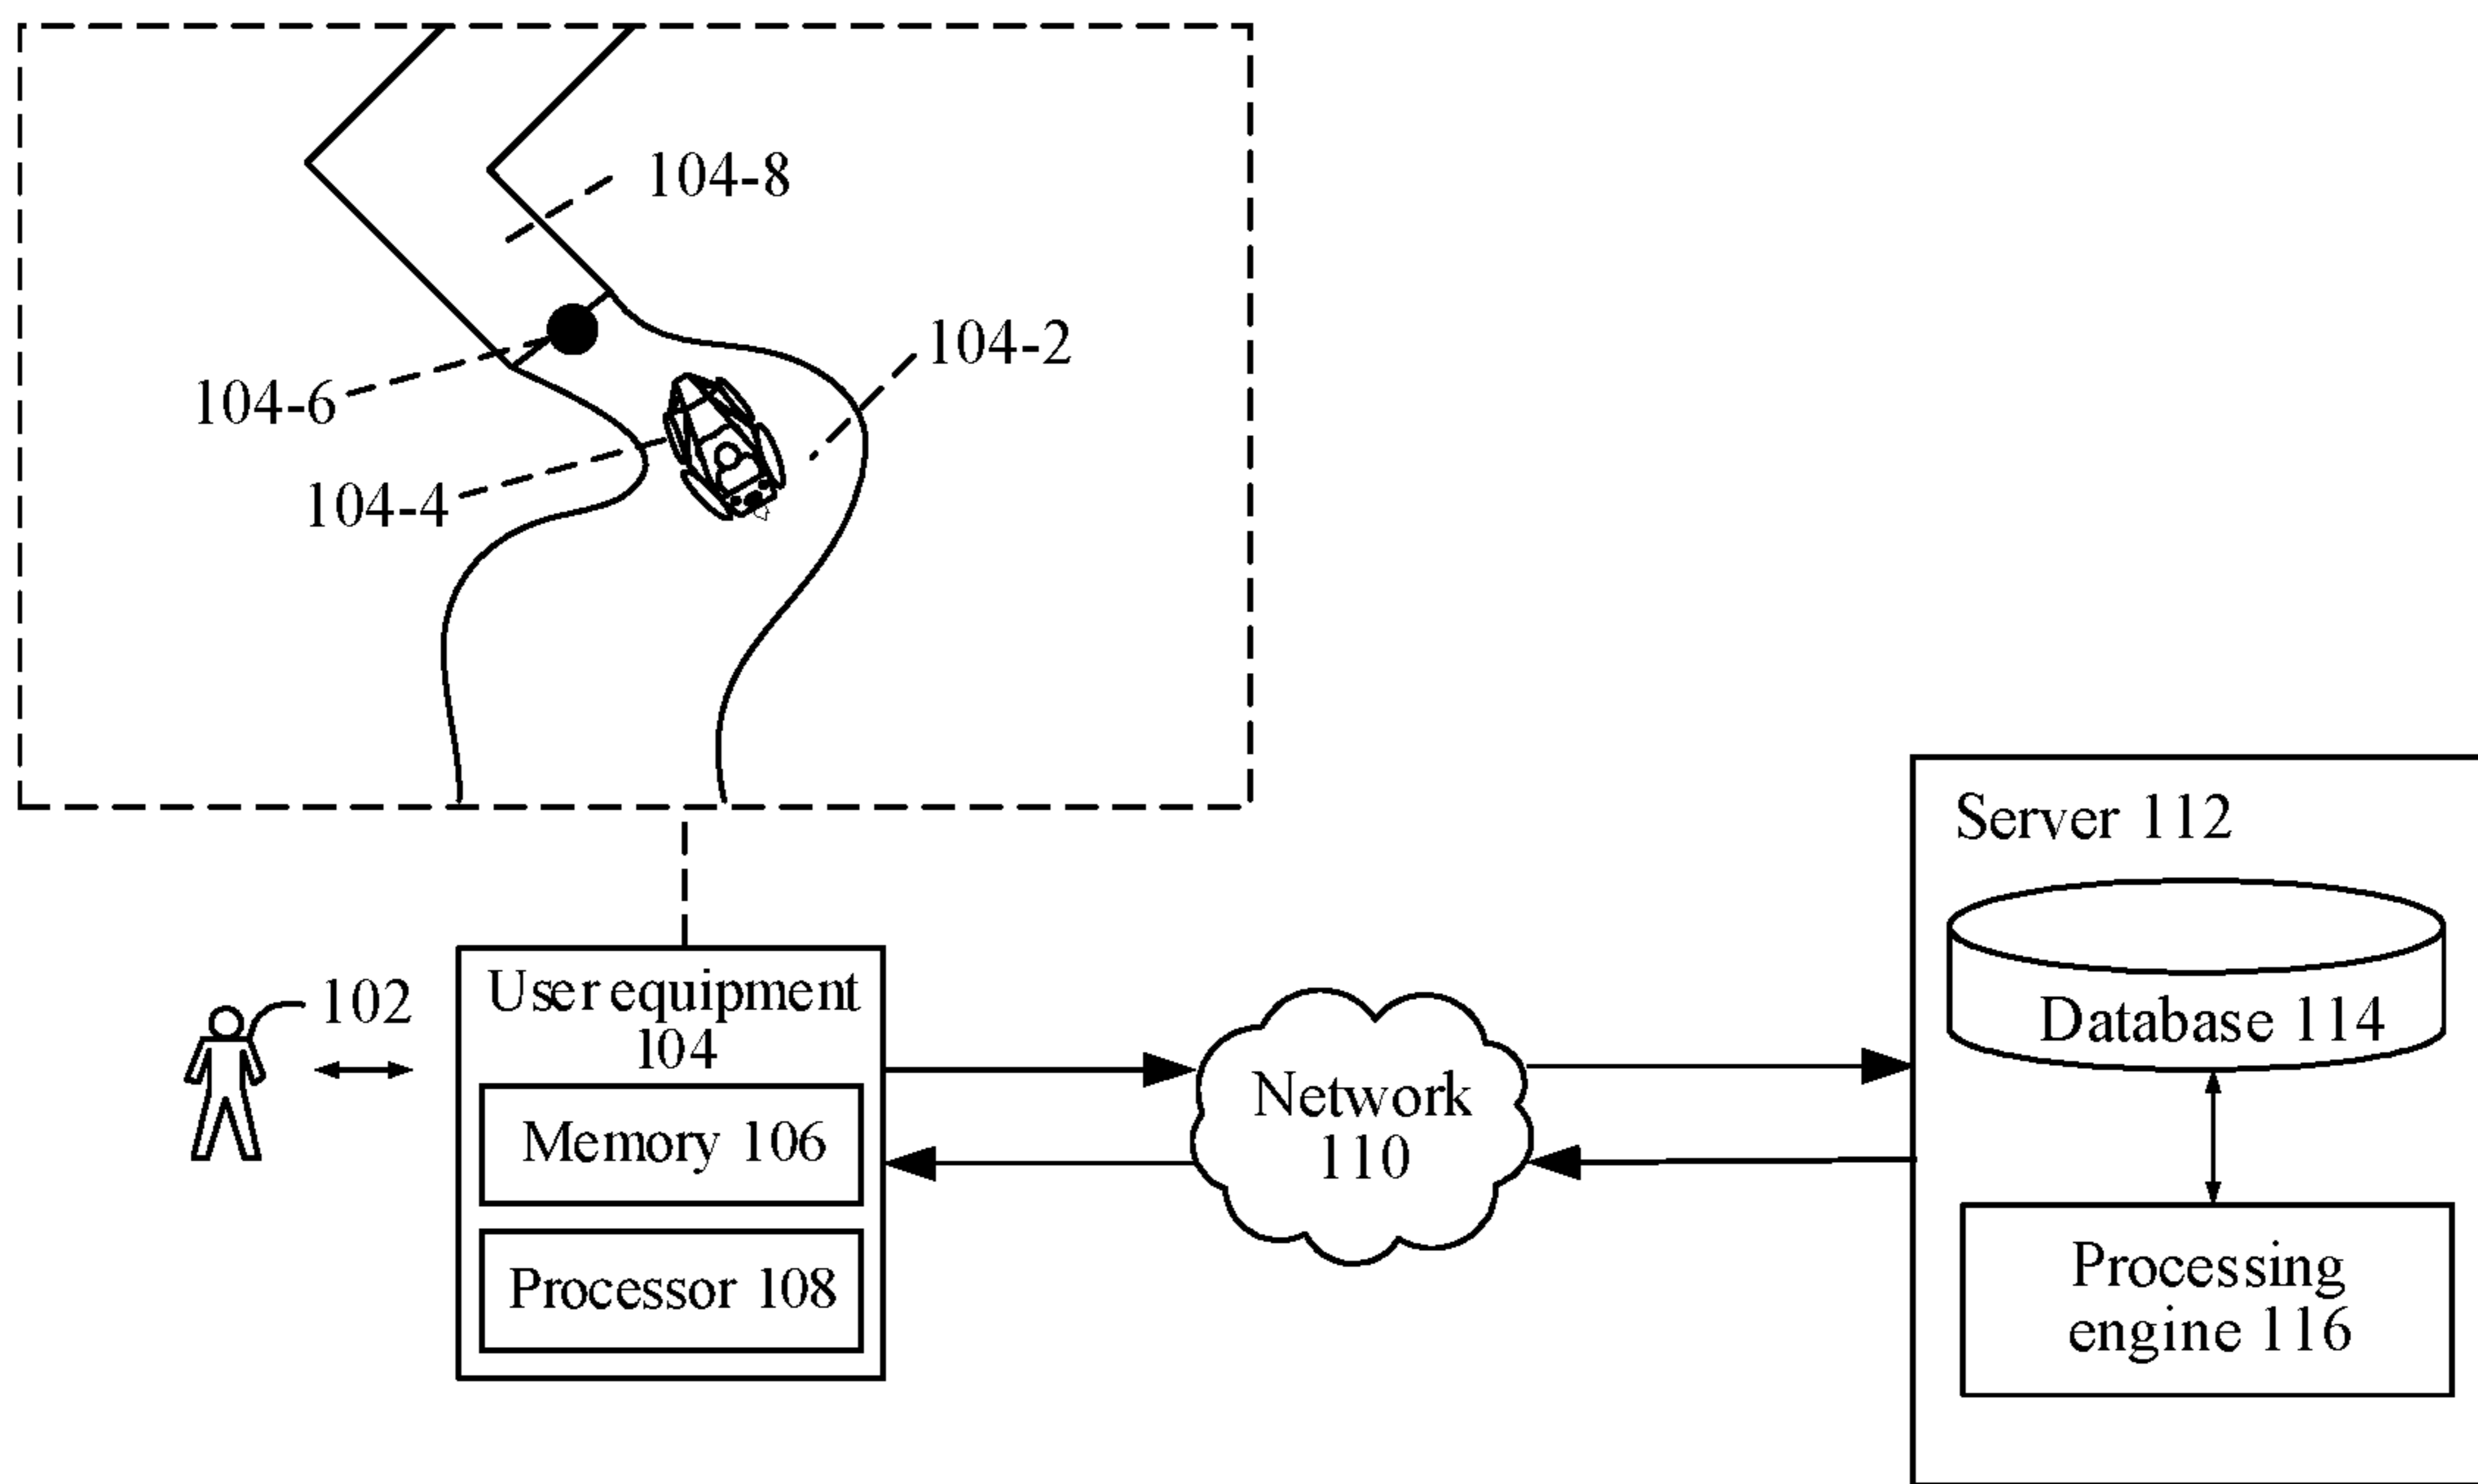 104-8
104-2
104-6
104-4
Server 112
Database 114
102
User equipment
104
Memory 106
Processor 108
Network
110
Processing
engine 116